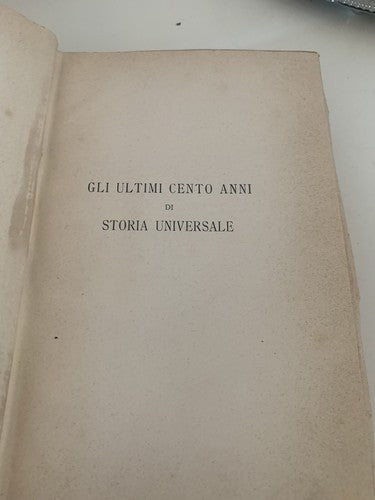 GLI ULTIMI CENTO ANNI
DI
STORIA UNIVERSALE